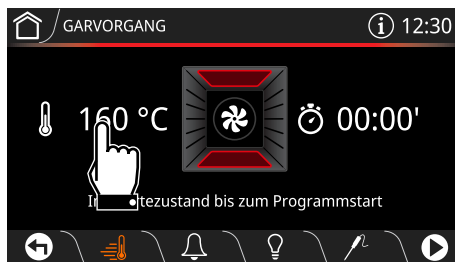 GARVORGANG
i 12:30
160 °C 00:00'
bis zum Programmstart